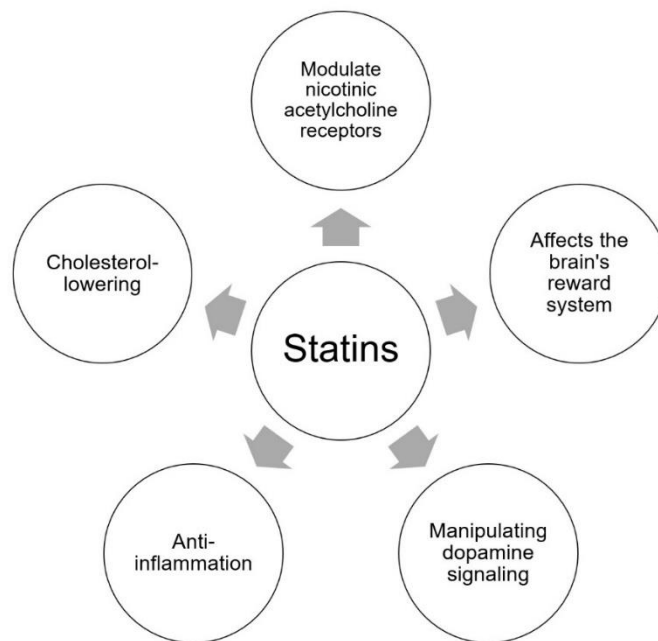 Modulate
nicotinic
acetylcholine
receptors
Cholesterol-
lowering
Affects the
brain's
reward
system
Statins
Anti-
inflammation
Manipulating
dopamine
signaling